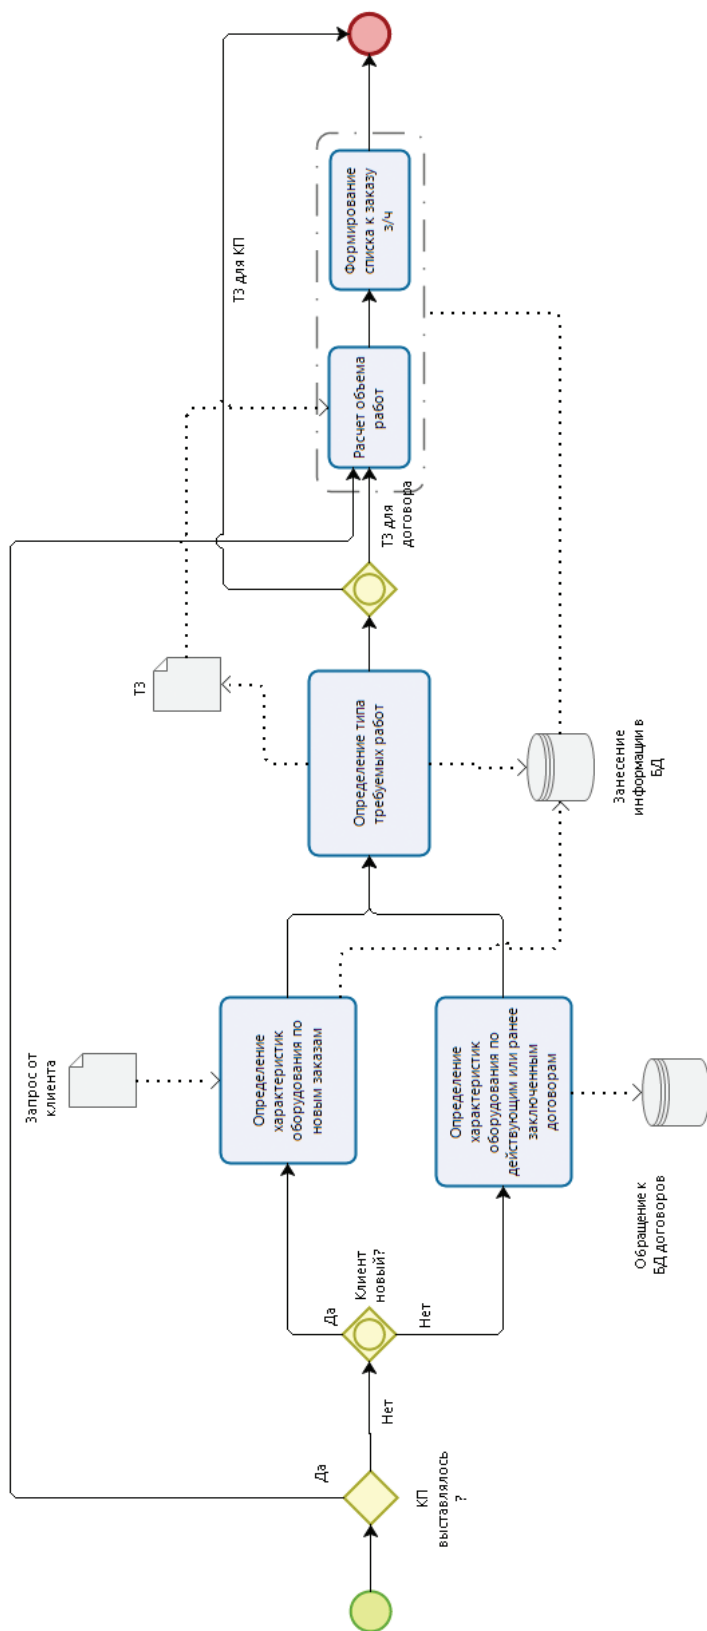 КП
выставлялось
?
Да
Нет
Клиент
новый?
Да
Нет
Запрос от
клиента
Определение
характеристик
оборудования по
новым заказам
Определение
характеристик
оборудования по
действующим или ранее
заключенным
договорам
Обращение к
БД договоров
Определение типа
требуемых работ
ТЗ
Занесение
информации в
БД
ТЗ для КП
ТЗ для
договора
Расчет объема
работ
Формирование
списка к заказу
з/ч